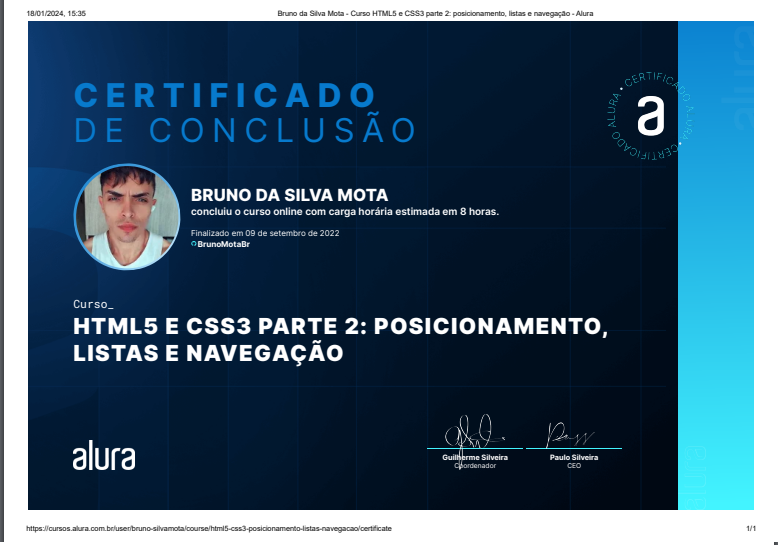 18/01/2024, 15:35
Bruno da Silva Mota - Curso HTML5 e CSS3 parte 2: posicionamento, listas e navegação - Alura
CERTIFICADO
DE CONCLUSÃO
• CERTIFICADO ALURA • CERTIFICADO ALURA
a
alura
BRUNO DA SILVA MOTA
concluiu o curso online com carga horária estimada em 8 horas.
Finalizado em 09 de setembro de 2022
BrunoMotaBr
Curso_
HTML5 E CSS3 PARTE 2: POSICIONAMENTO,
LISTAS E NAVEGAÇÃO
alura
Guilherme Silveira
Coordenador
Paulo Silveira
CEO
alura
https://cursos.alura.com.br/user/bruno-silvamota/course/html5-css3-posicionamento-listas-navegacao/certificate
1/1